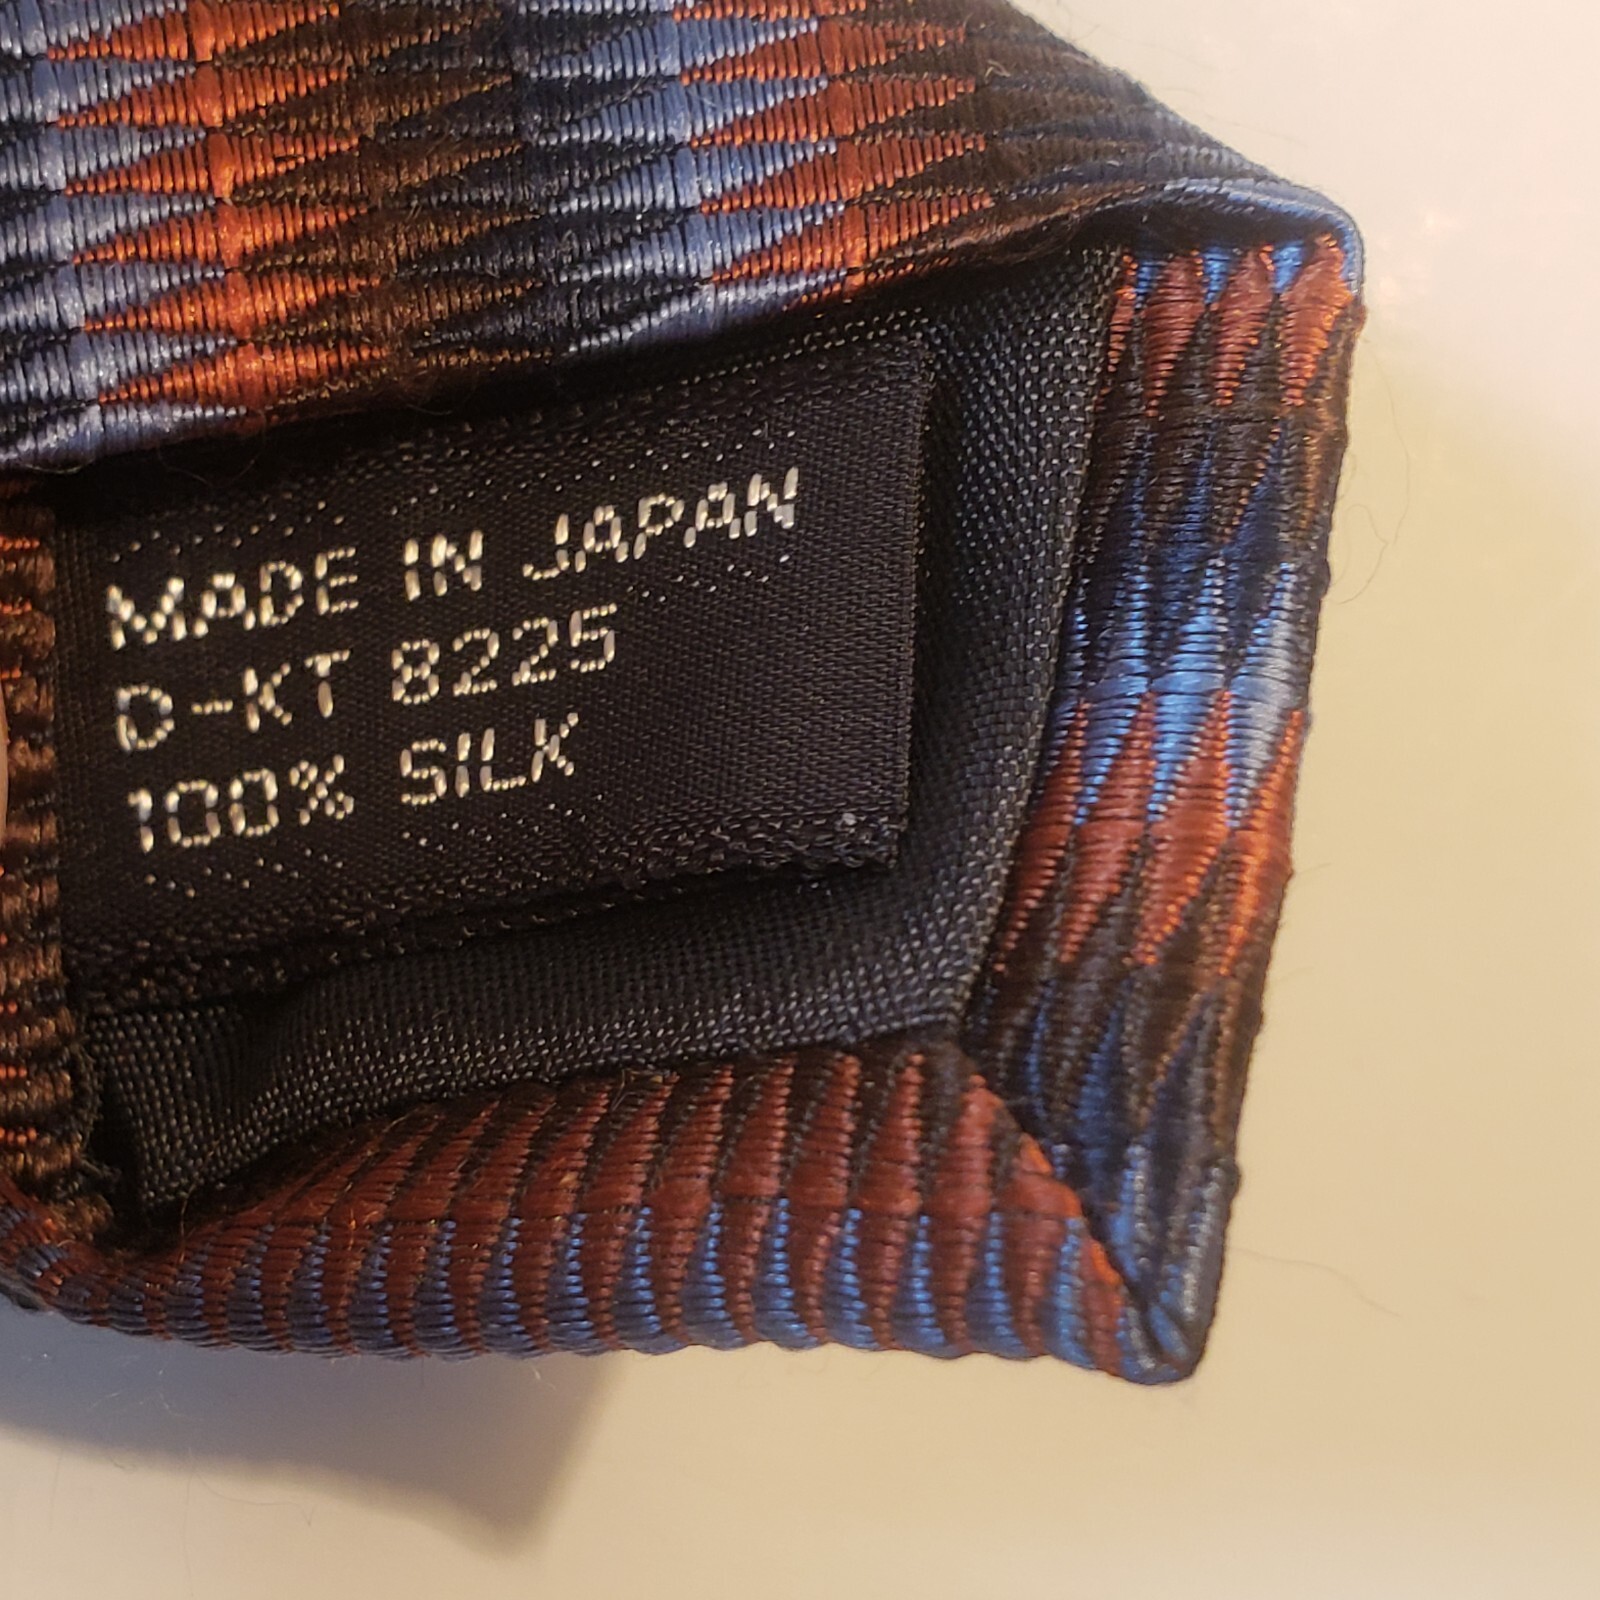 MADE IN JAPAN
D-KT 8225
100% SILK